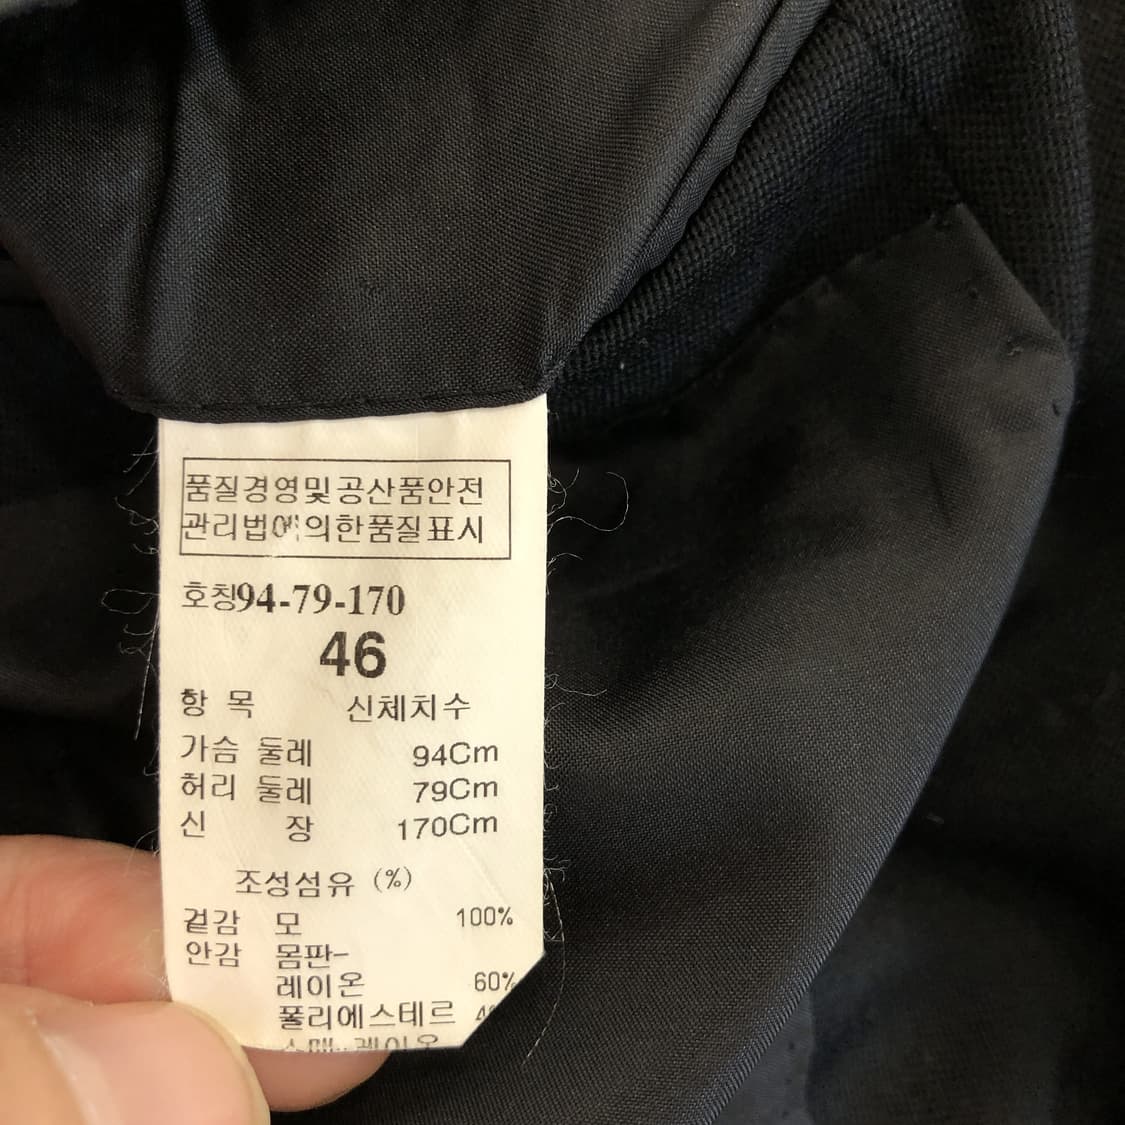 품질경영및공산품안전
관리법에의한품질표시
호칭94-79-170
46
항 목 신체치수
가슴 둘레 94Cm
허리 둘레 79Cm
신 장 170Cm
조성섬유 (%)
겉감 모 100%
안감 몸판-
레이온 60%
폴리에스테르
레이온